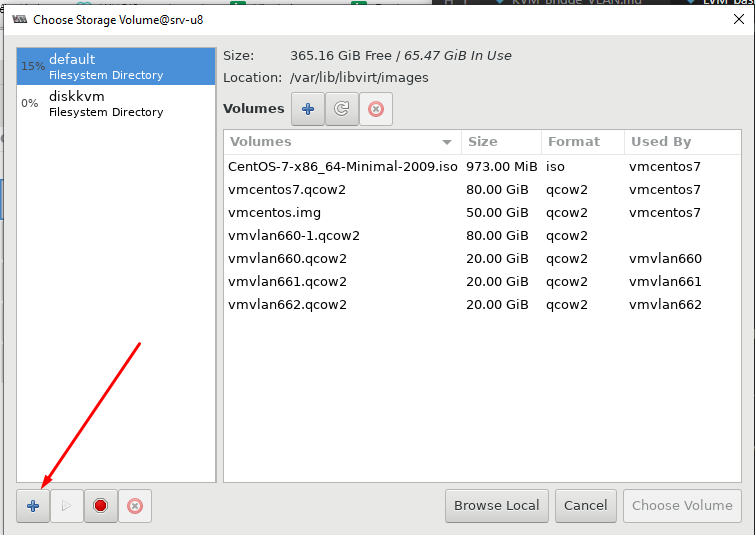 Choose Storage Volume@srv-u8
15% default
Filesystem Directory
0% diskkvm
Filesystem Directory
Size: 365.16 GiB Free / 65.47 GiB In Use
Location: /var/lib/libvirt/images
Volumes
Volumes Size Format Used By
CentOS-7-x86_64-Minimal-2009.iso 973.00 MiB iso vmcentos7
vmcentos7.qcow2 80.00 GiB qcow2 vmcentos7
vmcentos.img 50.00 GiB qcow2 vmcentos7
vmvlan660-1.qcow2 80.00 GiB qcow2
vmvlan660.qcow2 20.00 GiB qcow2 vmvlan660
vmvlan661.qcow2 20.00 GiB qcow2 vmvlan661
vmvlan662.qcow2 20.00 GiB qcow2 vmvlan662
Browse Local Cancel Choose Volume